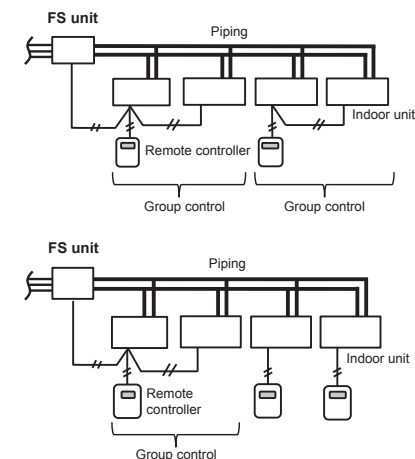 FS unit
Piping
Indoor unit
Remote controller
Group control
Group control
FS unit
Piping
Indoor unit
Remote
controller
Group control